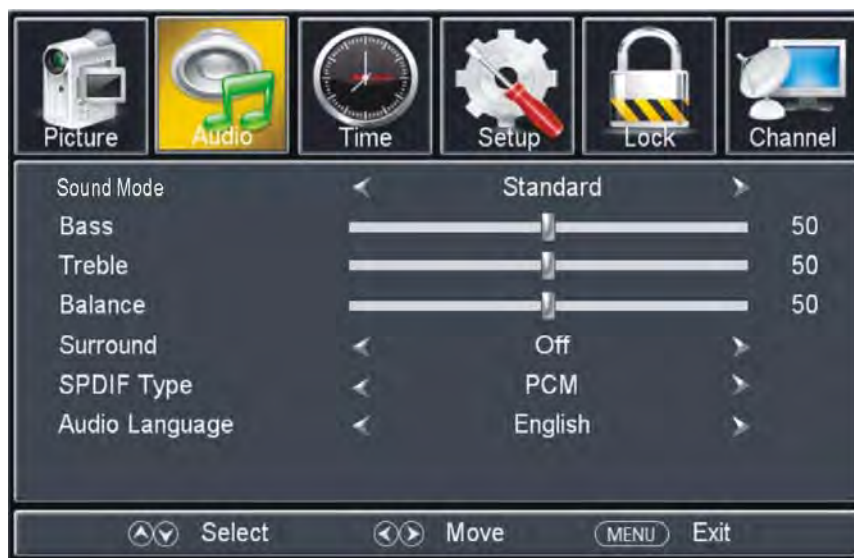 Picture Audio Time Setup Lock Channel
Sound Mode Standard
Bass 50
Treble 50
Balance 50
Surround Off
SPDIF Type PCM
Audio Language English
Select Move MENU Exit